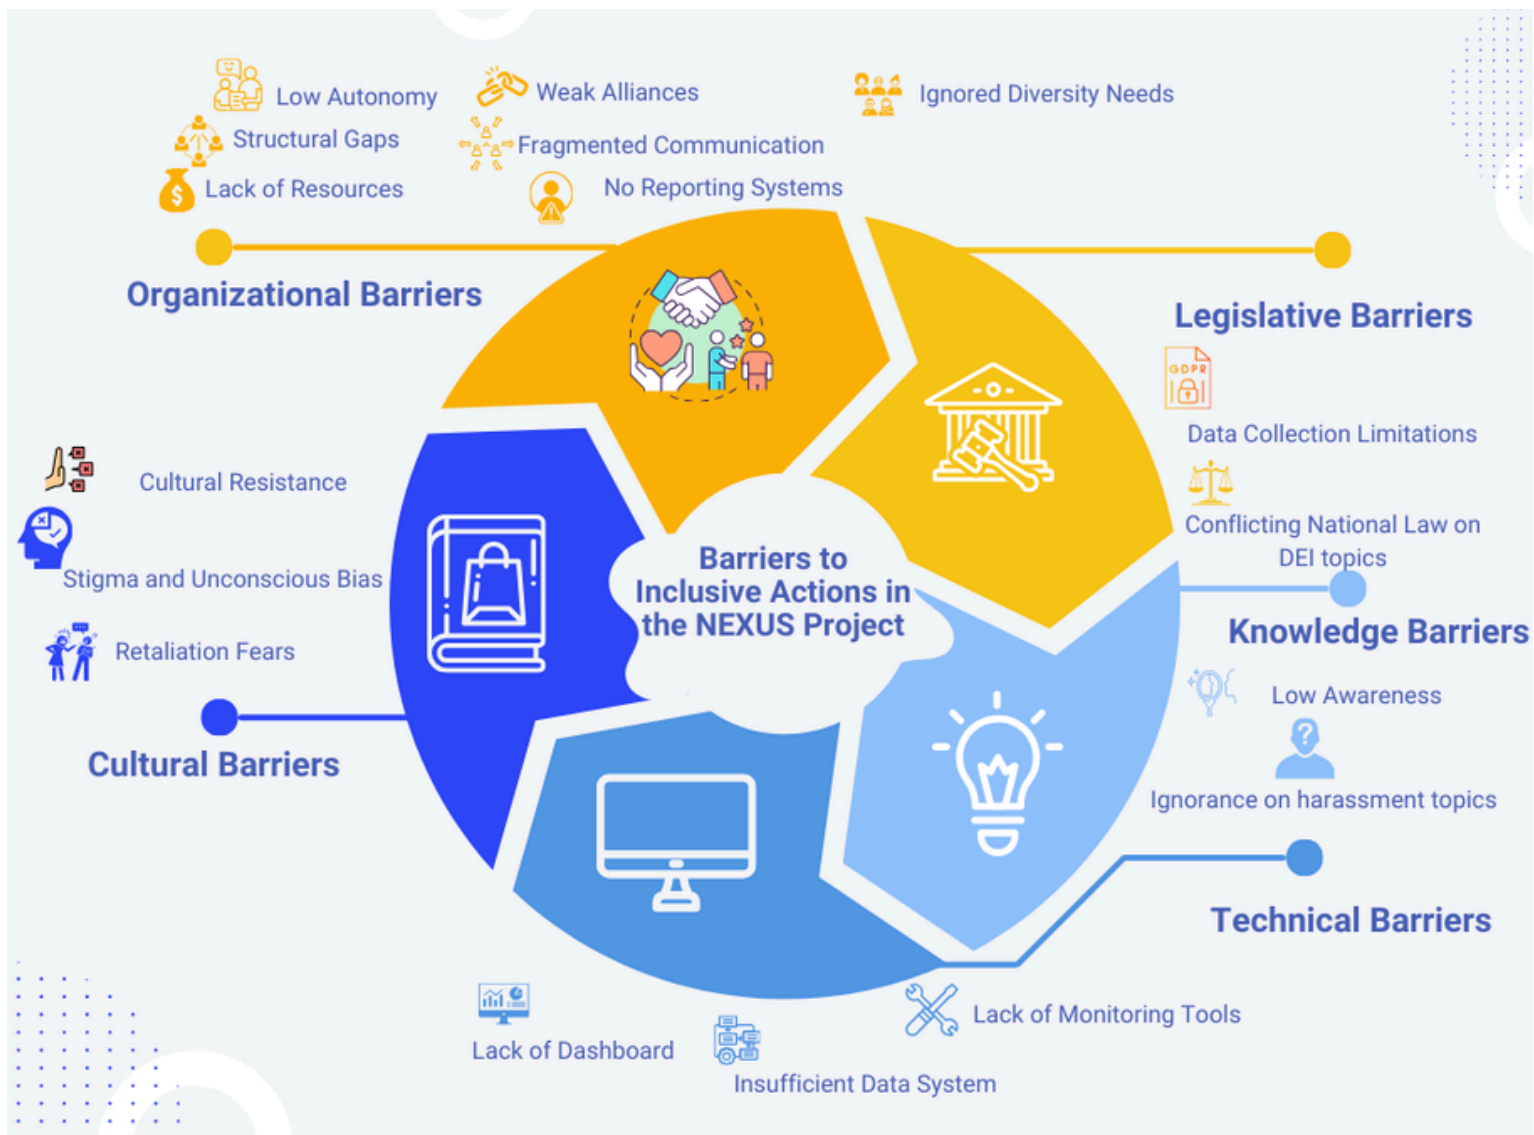 Low Autonomy
Weak Alliances
Ignored Diversity Needs
Structural Gaps
Fragmented Communication
Lack of Resources
No Reporting Systems
Organizational Barriers
Legislative Barriers
GDPR
Data Collection Limitations
Conflicting National Law on
DEI topics
Cultural Resistance
Stigma and Unconscious Bias
Retaliation Fears
Cultural Barriers
Barriers to
Inclusive Actions in
the NEXUS Project
Knowledge Barriers
Low Awareness
?
Ignorance on harassment topics
Technical Barriers
Lack of Dashboard
Insufficient Data System
Lack of Monitoring Tools